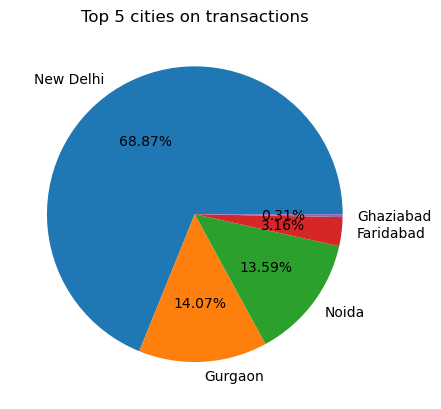 Top 5 cities on transactions
New Delhi
68.87%
0.31%
Ghaziabad
3.16%
Faridabad
13.59%
14.07%
Noida
Gurgaon